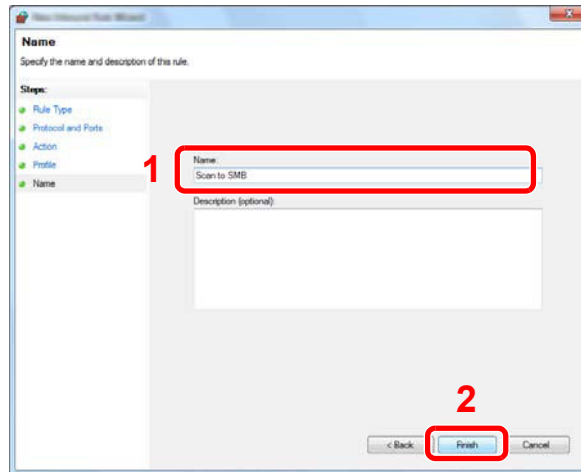 Name
Specify the name and description of this rule.
Steps:
Rule Type
Protocol and Ports
Action
Profile
Name
1
Name:
Scan to SMB
Description (optional):
2
< Back
Finish
Cancel